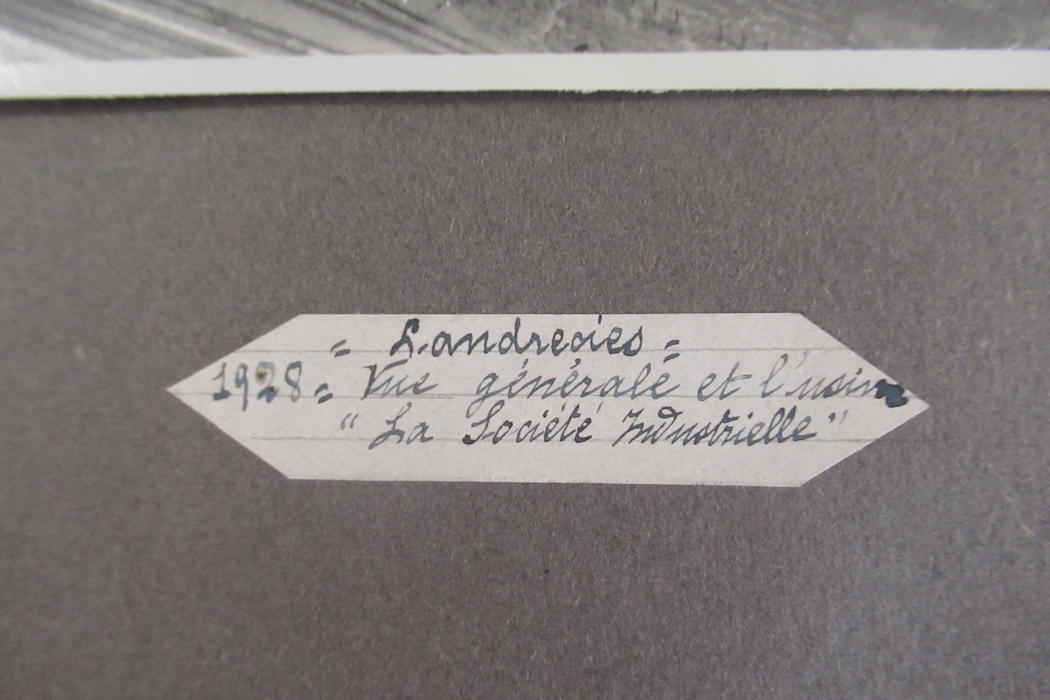 = Landrecies =
1928 = Vue générale et l'usine
" La Société Industrielle "